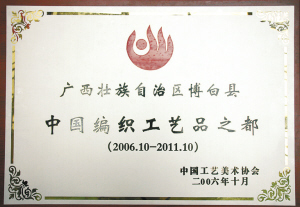 广西壮族自治区博白县
中国编织工艺品之都
(2006.10-2011.10)
中国工艺美术协会
二00六年十月